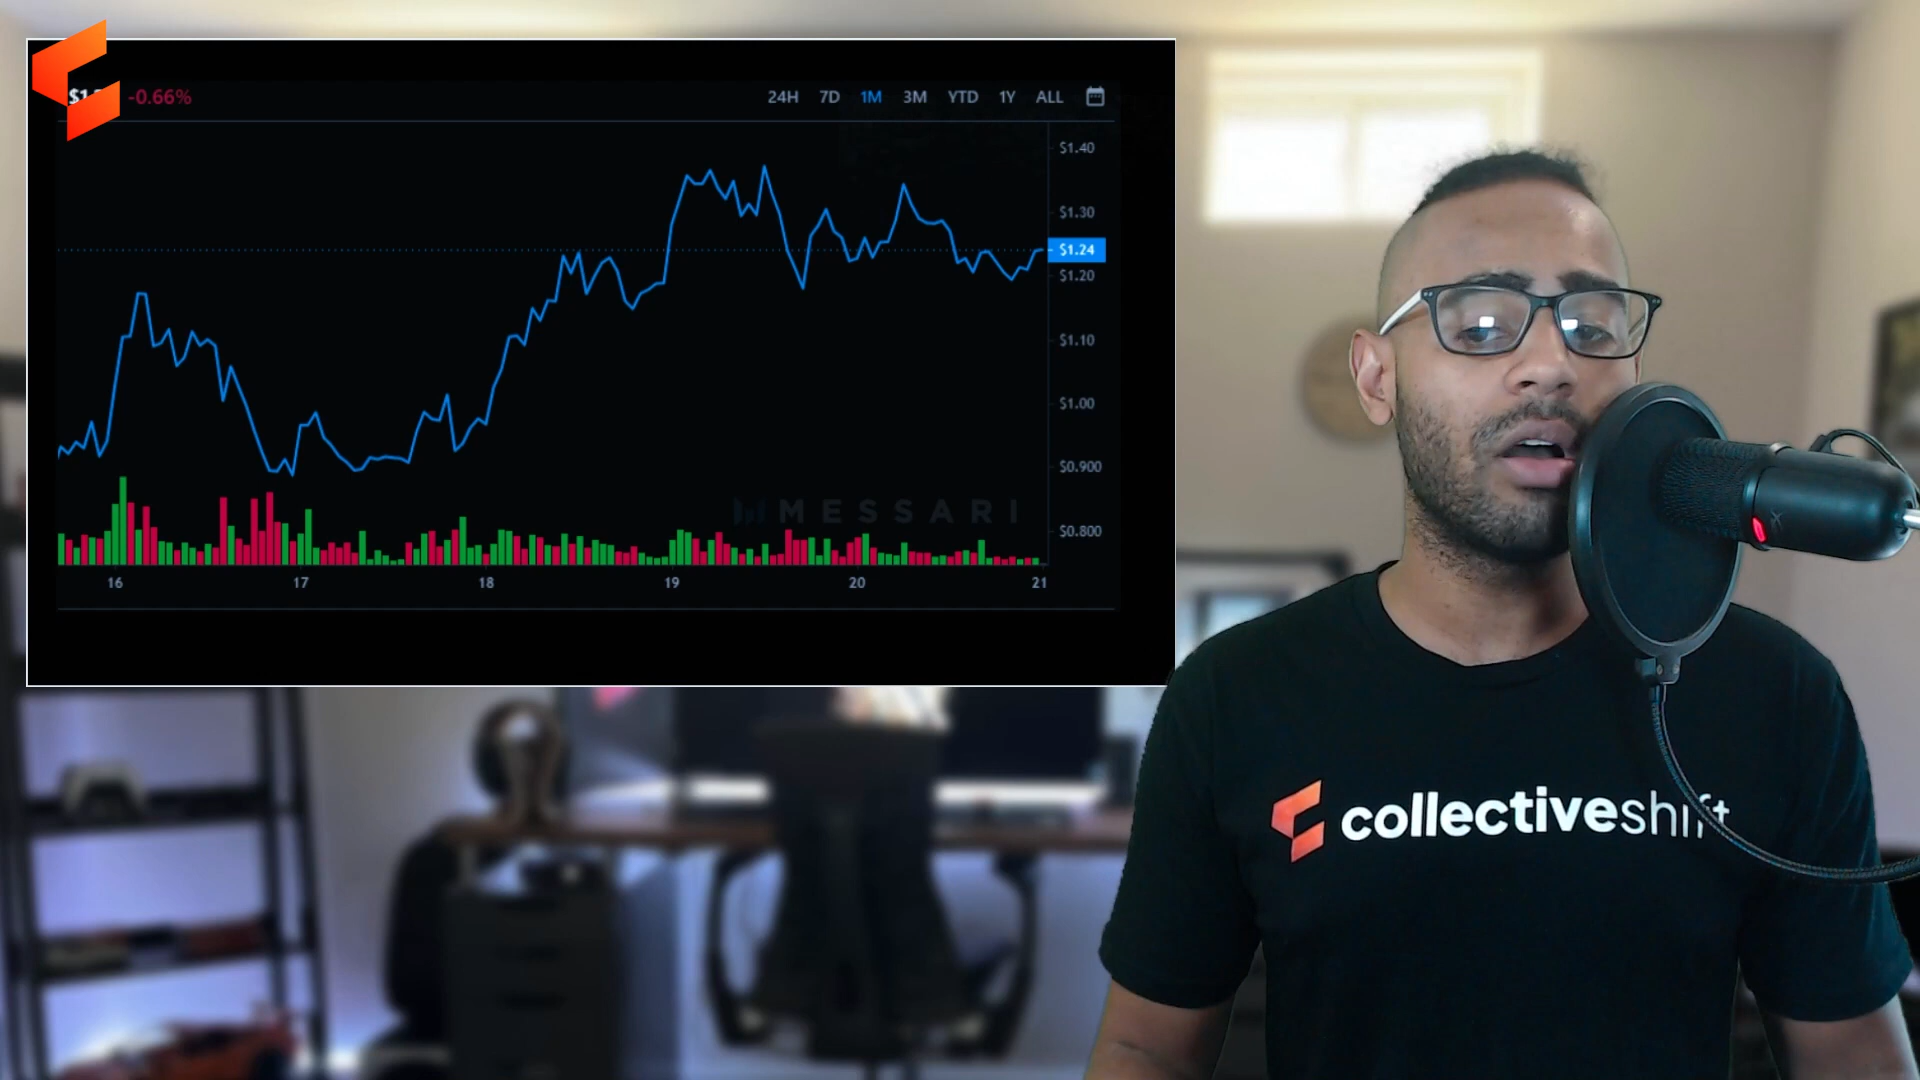 -0.66%
24H 7D 1M 3M YTD 1Y ALL
$1.40
$1.30
$1.24
$1.20
$1.10
$1.00
$0.900
MESSARI
$0.800
16 17 18 19 20 21
collectiveshift